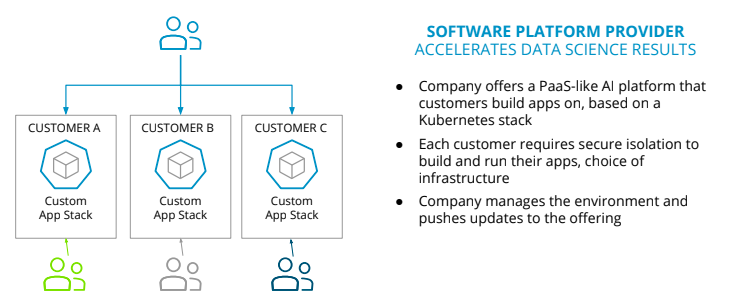 SOFTWARE PLATFORM PROVIDER
ACCELERATES DATA SCIENCE RESULTS
CUSTOMER A
Custom
App Stack
CUSTOMER B
Custom
App Stack
CUSTOMER C
Custom
App Stack
● Company offers a PaaS-like AI platform that
customers build apps on, based on a
Kubernetes stack
● Each customer requires secure isolation to
build and run their apps, choice of
infrastructure
● Company manages the environment and
pushes updates to the offering